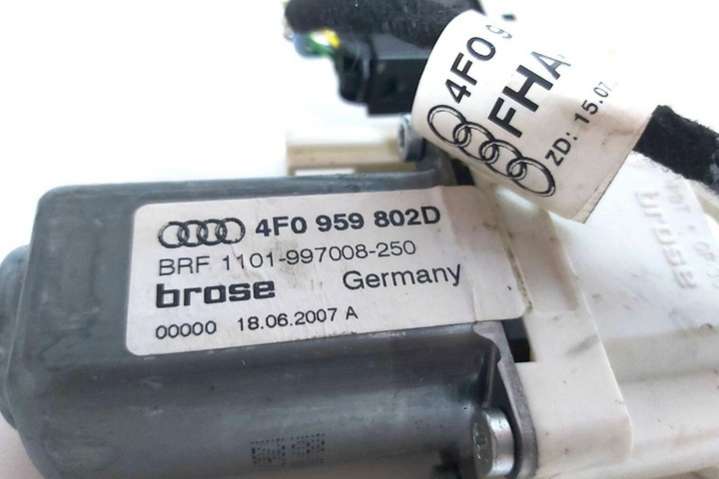 4F0 9
FHA
ZD: 15.07.
4F0 959 802D
BRF 1101-997008-250
brose Germany
00000 18.06.2007 A
brose